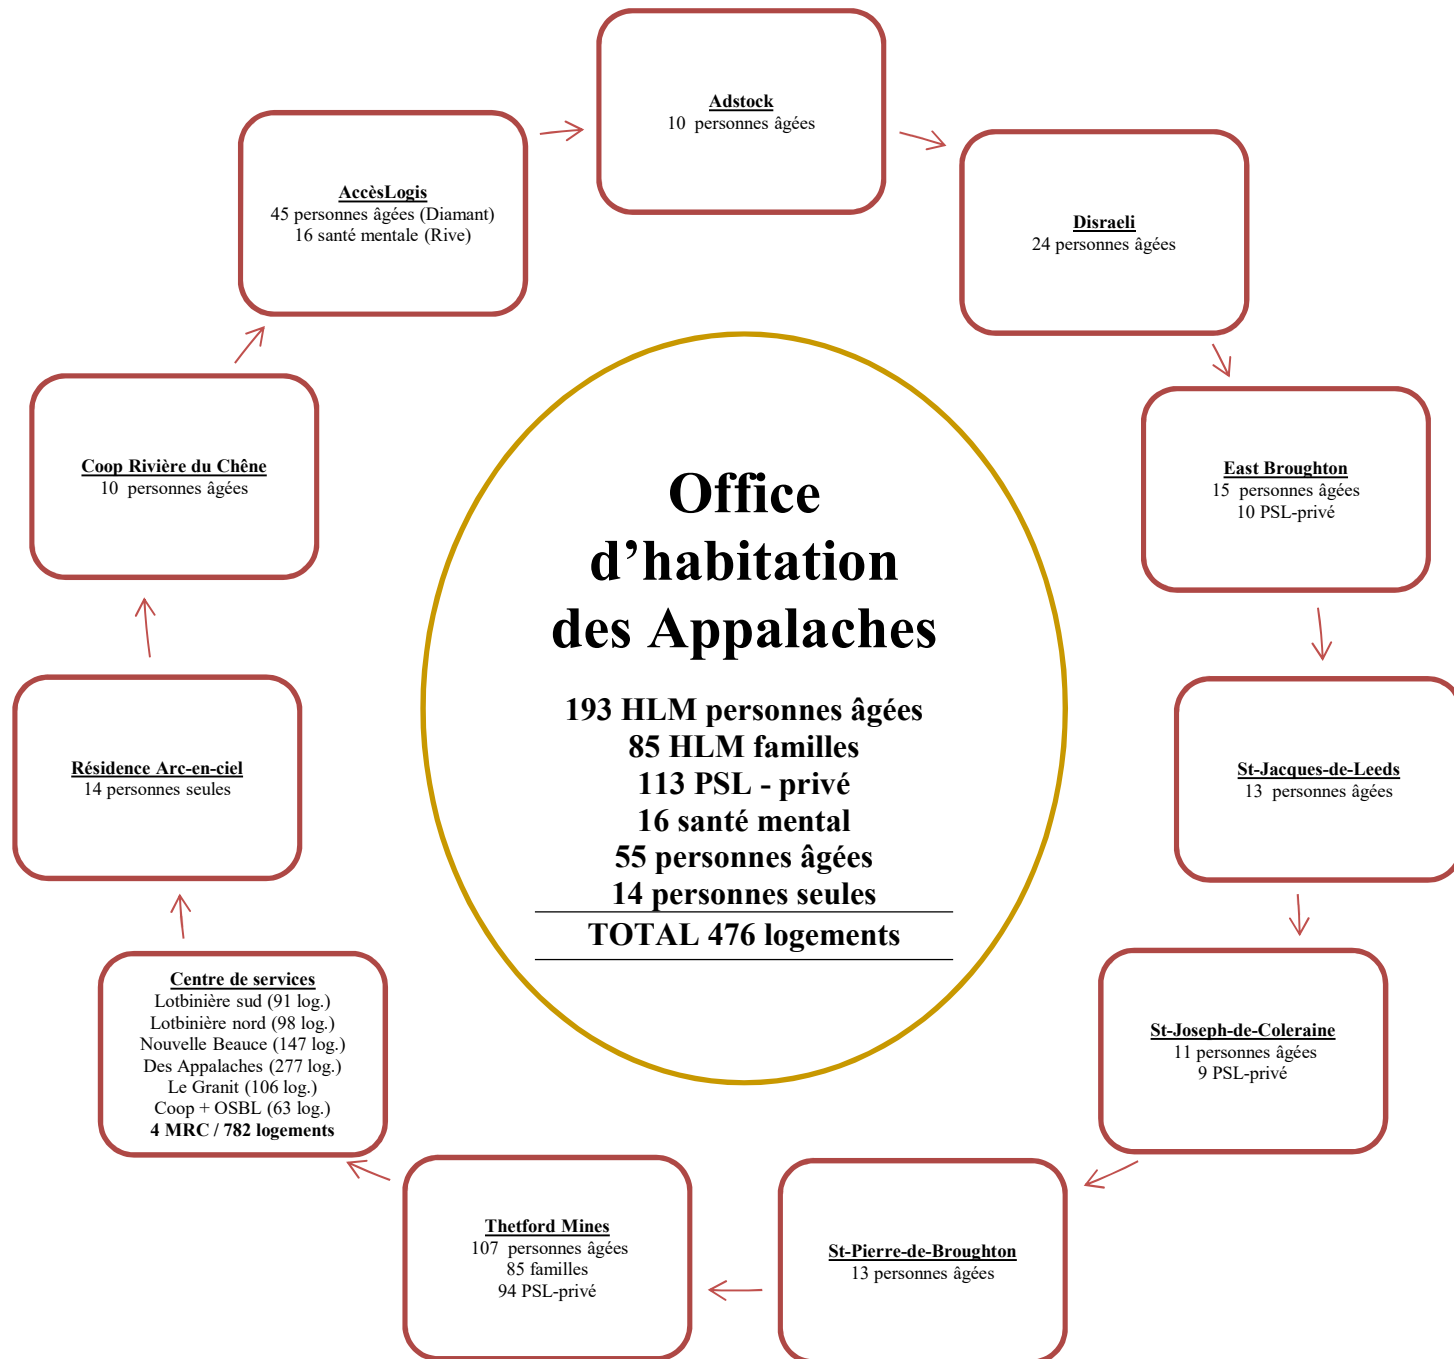 Adstock
10 personnes âgées
Disraeli
24 personnes âgées
East Broughton
15 personnes âgées
10 PSL-privé
St-Jacques-de-Leeds
13 personnes âgées
St-Joseph-de-Coleraine
11 personnes âgées
9 PSL-privé
St-Pierre-de-Broughton
13 personnes âgées
Thetford Mines
107 personnes âgées
85 familles
94 PSL-privé
Centre de services
Lotbinière sud (91 log.)
Lotbinière nord (98 log.)
Nouvelle Beauce (147 log.)
Des Appalaches (277 log.)
Le Granit (106 log.)
Coop + OSBL (63 log.)
4 MRC / 782 logements
Résidence Arc-en-ciel
14 personnes seules
Coop Rivière du Chêne
10 personnes âgées
AccèsLogis
45 personnes âgées (Diamant)
16 santé mentale (Rive)
Office
d’habitation
des Appalaches
193 HLM personnes âgées
85 HLM familles
113 PSL - privé
16 santé mental
55 personnes âgées
14 personnes seules
TOTAL 476 logements